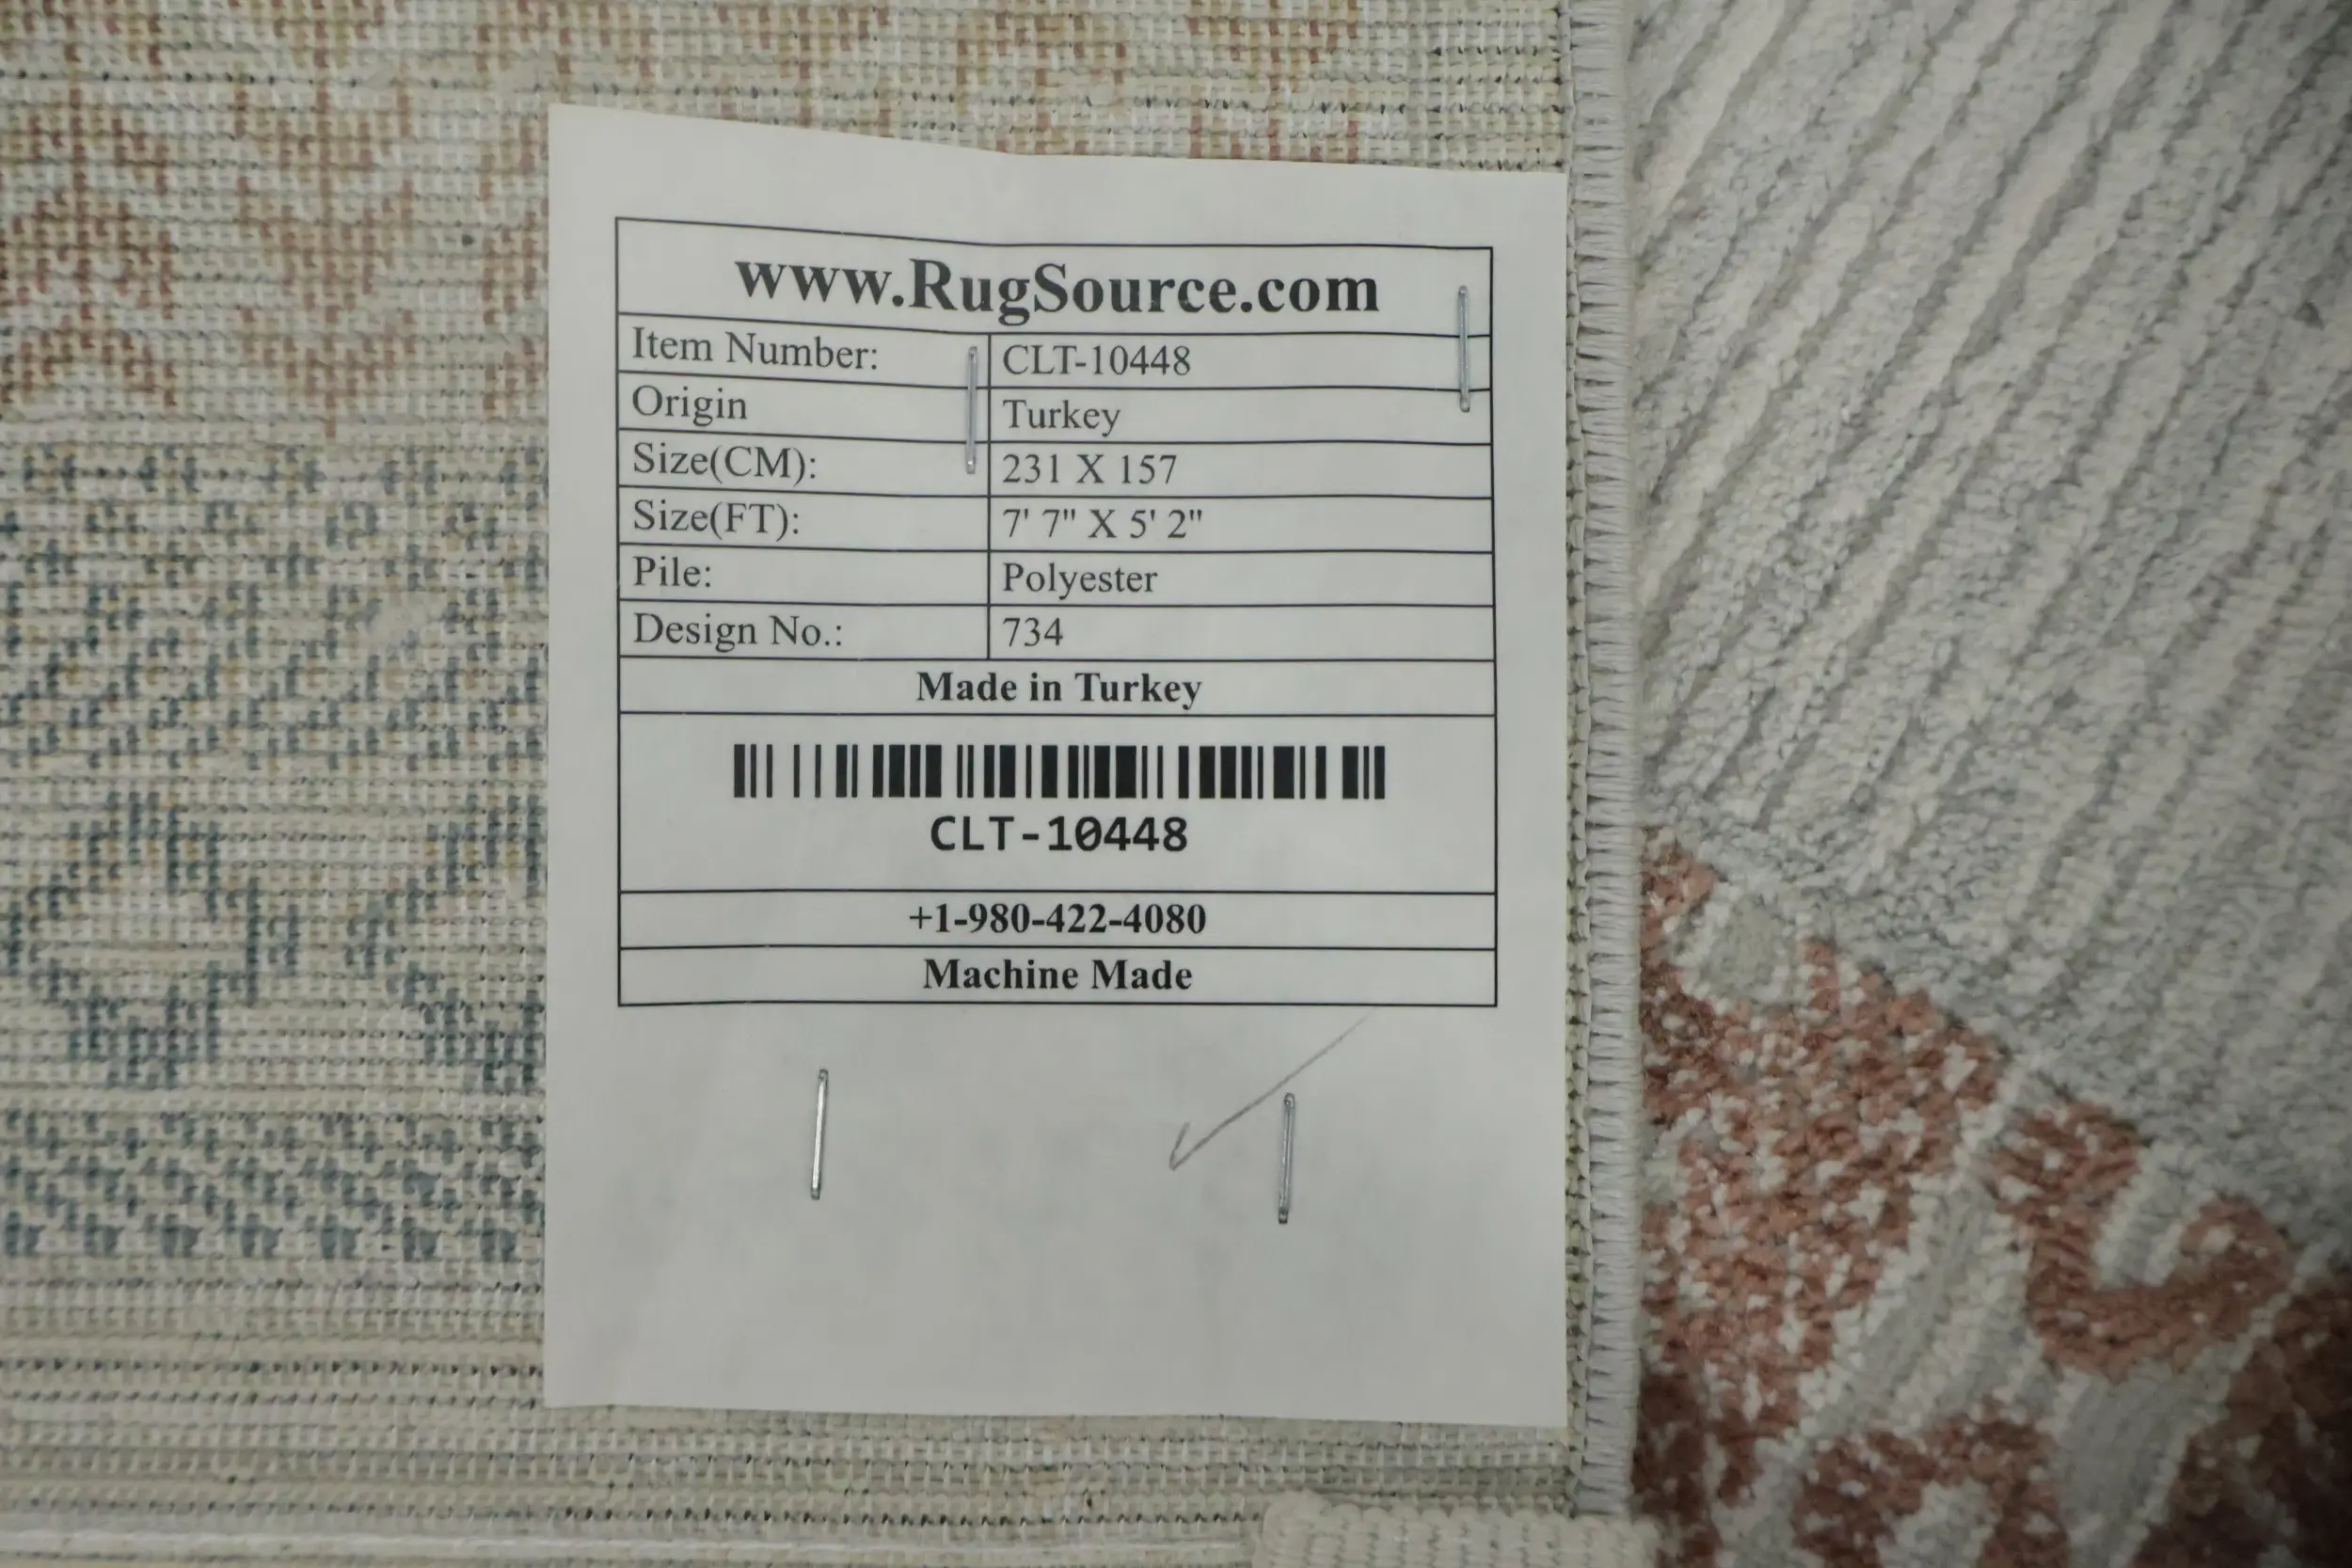 www.RugSource.com
Item Number: CLT-10448
Origin Turkey
Size(CM): 231 X 157
Size(FT): 7' 7" X 5' 2"
Pile: Polyester
Design No.: 734
Made in Turkey
CLT-10448
+1-980-422-4080
Machine Made